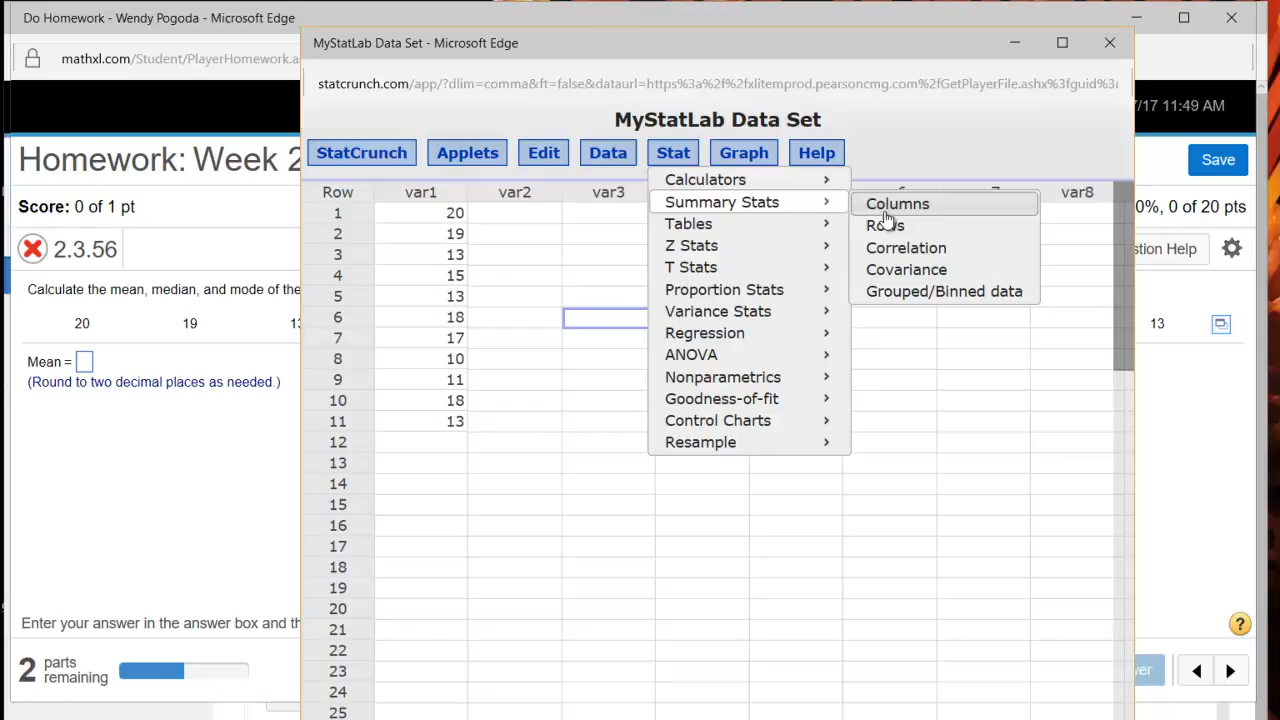 Do Homework - Wendy Pogoda - Microsoft Edge
mathxl.com/Student/PlayerHomework.as
7/17 11:49 AM
Homework: Week 2
Save
Score: 0 of 1 pt
0%, 0 of 20 pts
2.3.56
stion Help
Calculate the mean, median, and mode of the
20 19 13
13
Mean =
(Round to two decimal places as needed.)
Enter your answer in the answer box and th
2 parts remaining
wer
MyStatLab Data Set - Microsoft Edge
statcrunch.com/app/?dlim=comma&ft=false&dataurl=https%3a%2f%2fxlitemprod.pearsoncmg.com%2fGetPlayerFile.ashx%3fguid%3
MyStatLab Data Set
StatCrunch Applets Edit Data Stat Graph Help
Row var1 var2 var3 var8
1 20
2 19
3 13
4 15
5 13
6 18
7 17
8 10
9 11
10 18
11 13
12
13
14
15
16
17
18
19
20
21
22
23
24
25
Calculators
Summary Stats
Tables
Z Stats
T Stats
Proportion Stats
Variance Stats
Regression
ANOVA
Nonparametrics
Goodness-of-fit
Control Charts
Resample
Columns
Rows
Correlation
Covariance
Grouped/Binned data